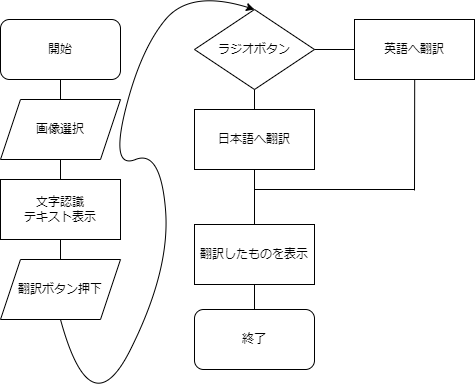 開始
画像選択
文字認識
テキスト表示
翻訳ボタン押下
ラジオボタン
英語へ翻訳
日本語へ翻訳
翻訳したものを表示
終了